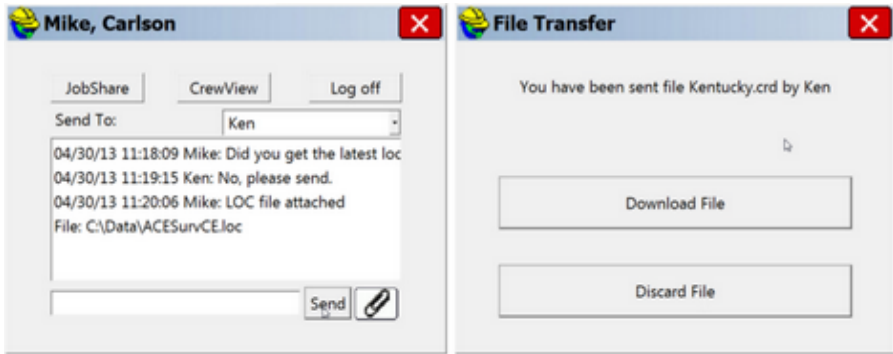 Mike, Carlson
JobShare
CrewView
Log off
Send To:
Ken
04/30/13 11:18:09 Mike: Did you get the latest loc
04/30/13 11:19:15 Ken: No, please send.
04/30/13 11:20:06 Mike: LOC file attached
File: C:\Data\ACESurvCE.loc
Send
File Transfer
You have been sent file Kentucky.crd by Ken
Download File
Discard File